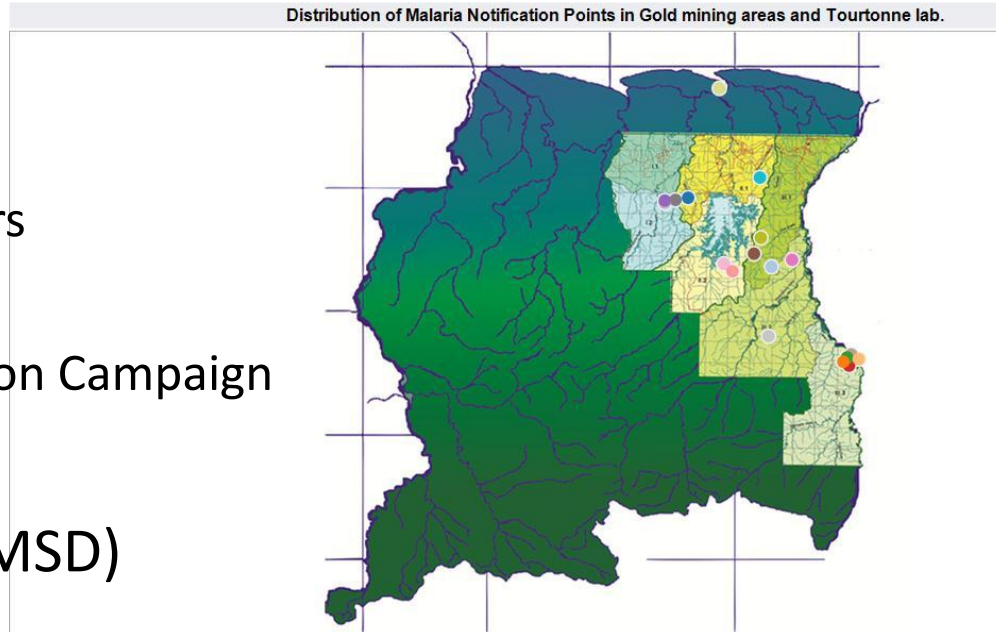 Distribution of Malaria Notification Points in Gold mining areas and Tourtonne lab.
rs
on Campaign
MSD)